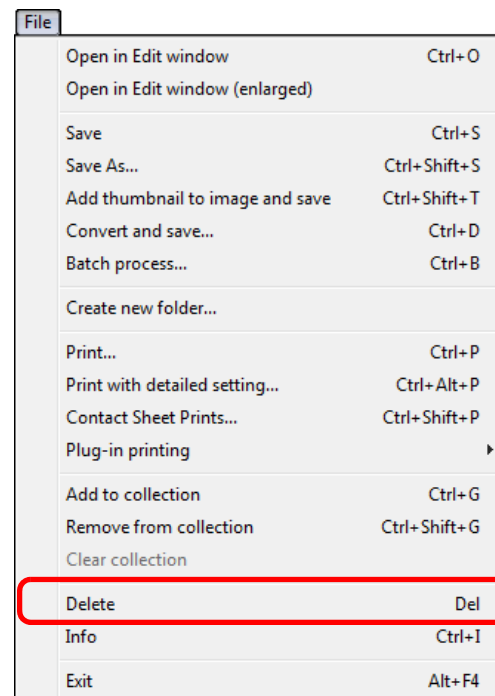 File
Open in Edit window Ctrl+O
Open in Edit window (enlarged)
Save Ctrl+S
Save As... Ctrl+Shift+S
Add thumbnail to image and save Ctrl+Shift+T
Convert and save... Ctrl+D
Batch process... Ctrl+B
Create new folder...
Print... Ctrl+P
Print with detailed setting... Ctrl+Alt+P
Contact Sheet Prints... Ctrl+Shift+P
Plug-in printing
Add to collection Ctrl+G
Remove from collection Ctrl+Shift+G
Clear collection
Delete Del
Info Ctrl+I
Exit Alt+F4